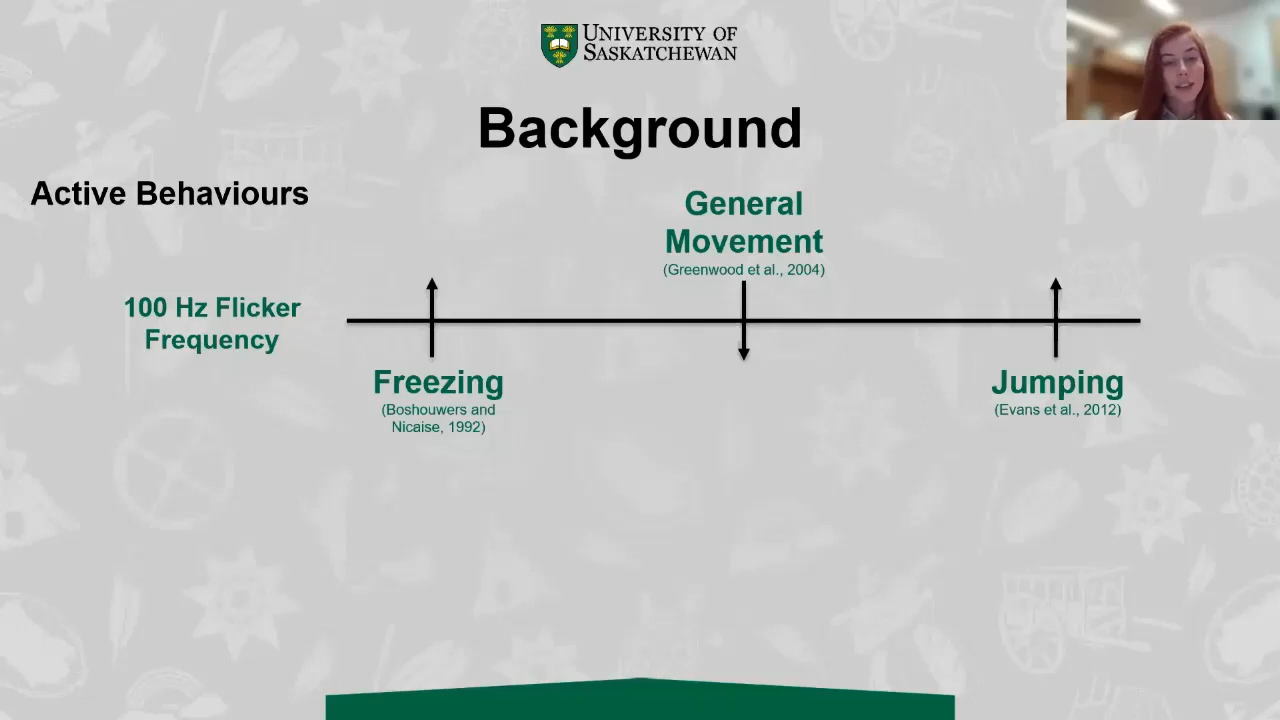 UNIVERSITY OF
SASKATCHEWAN
Background
Active Behaviours
General
Movement
(Greenwood et al., 2004)
100 Hz Flicker
Frequency
Freezing
(Boshouwers and
Nicaise, 1992)
Jumping
(Evans et al., 2012)